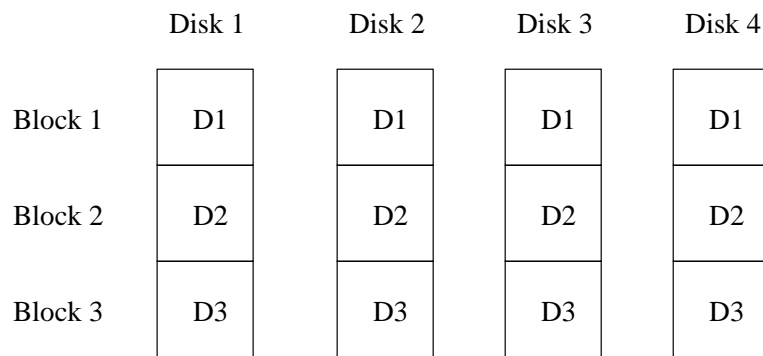 Disk 1 Disk 2 Disk 3 Disk 4
Block 1 D1 D1 D1 D1
Block 2 D2 D2 D2 D2
Block 3 D3 D3 D3 D3